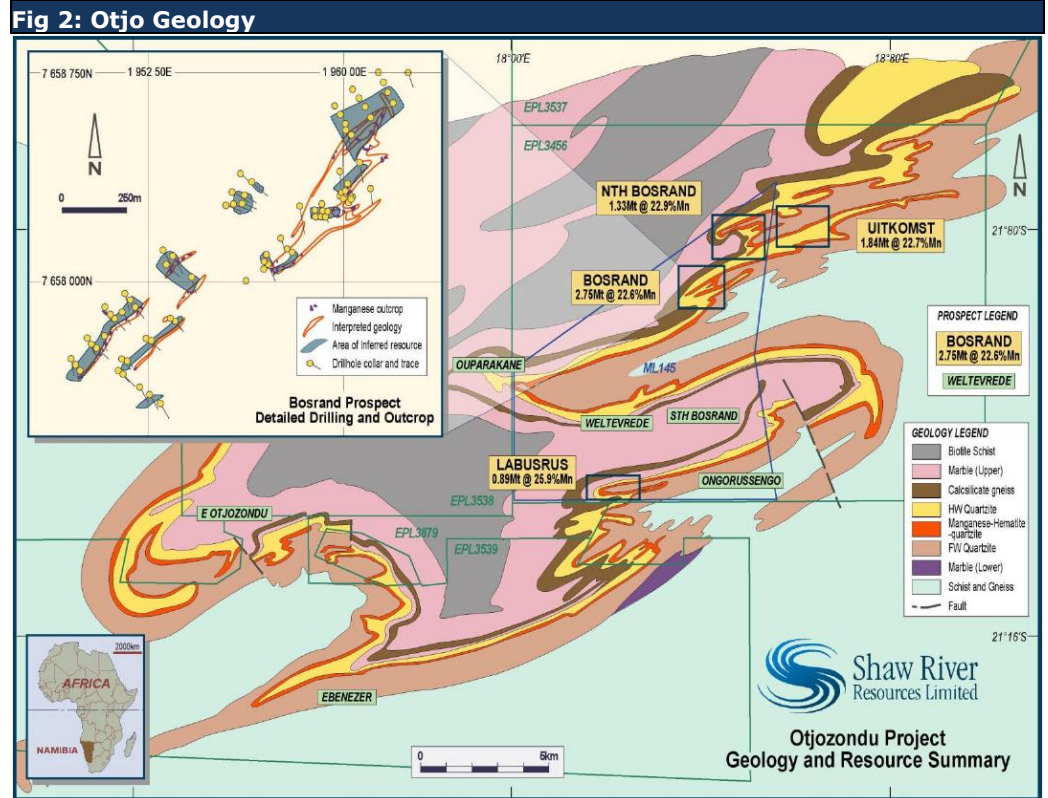 Fig 2: Otjo Geology
7 658 750N
1 952 50E
1 960 00E
N
0 250m
7 658 000N
Manganese outcrop
Interpreted geology
Area of Inferred resource
Drillhole collar and trace
Bosrand Prospect
Detailed Drilling and Outcrop
18°00'E
18°80'E
EPL3537
EPL3456
N
NTH BOSRAND
1.33Mt @ 22.9%Mn
UITKOMST
1.84Mt @ 22.7%Mn
21°80'S
BOSRAND
2.75Mt @ 22.6%Mn
PROSPECT LEGEND
BOSRAND
2.75Mt @ 22.6%Mn
WELTEVREDE
OUPARAKANE
ML145
WELTEVREDE
STH BOSRAND
GEOLOGY LEGEND
Biotite Schist
Marble (Upper)
Calcsilicate gneiss
HW Quartzite
Manganese-Hematite
-quartzite
FW Quartzite
Marble (Lower)
Schist and Gneiss
Fault
LABUSRUS
0.89Mt @ 25.9%Mn
ONGORUSSENGO
EPL3538
E OTJOZONDU
EPL3879
EPL3539
21°16'S
2000km
AFRICA
NAMIBIA
EBENEZER
0 6km
Shaw River
Resources Limited
Otjozondu Project
Geology and Resource Summary